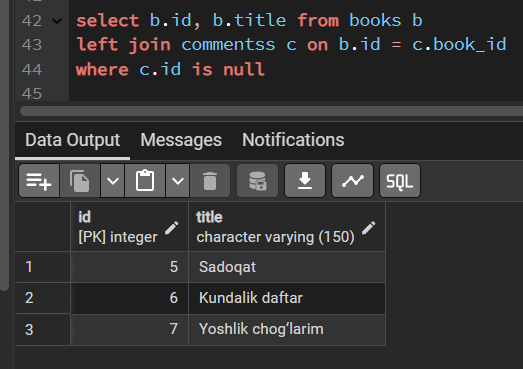 42 select b.id, b.title from books b
43 left join commentss c on b.id = c.book_id
44 where c.id is null
45
Data Output Messages Notifications
SQL
id title
[PK] integer character varying (150)
1 5 Sadoqat
2 6 Kundalik daftar
3 7 Yoshlik chog‘larim